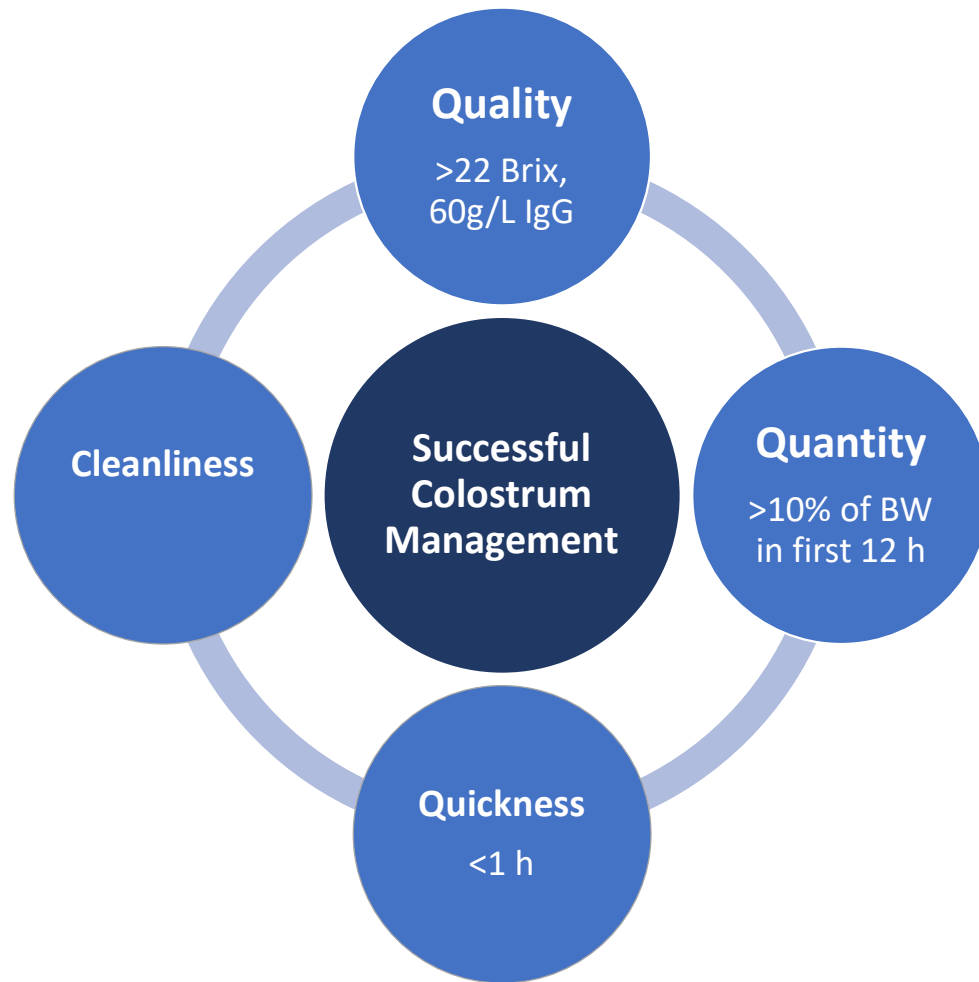 Quality
>22 Brix,
60g/L IgG
Cleanliness
Successful
Colostrum
Management
Quantity
>10% of BW
in first 12 h
Quickness
<1 h